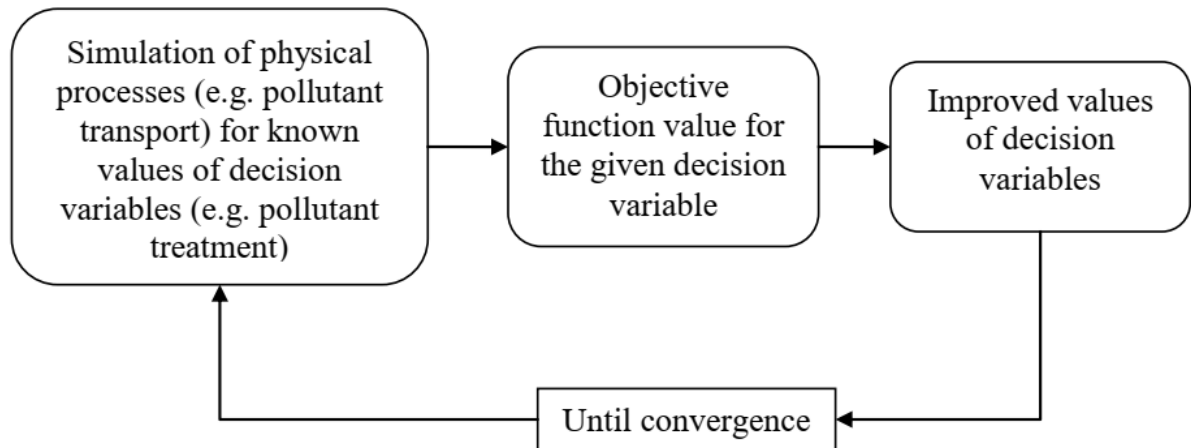 Simulation of physical
processes (e.g. pollutant
transport) for known
values of decision
variables (e.g. pollutant
treatment)
Objective
function value for
the given decision
variable
Improved values
of decision
variables
Until convergence